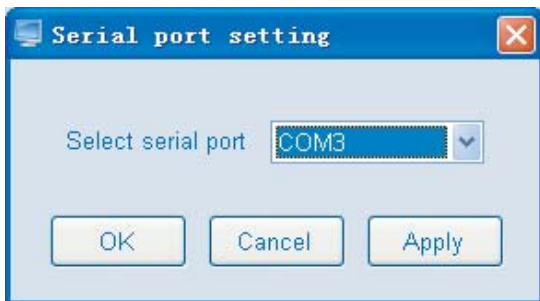 Serial port setting
Select serial port COM3
OK Cancel Apply